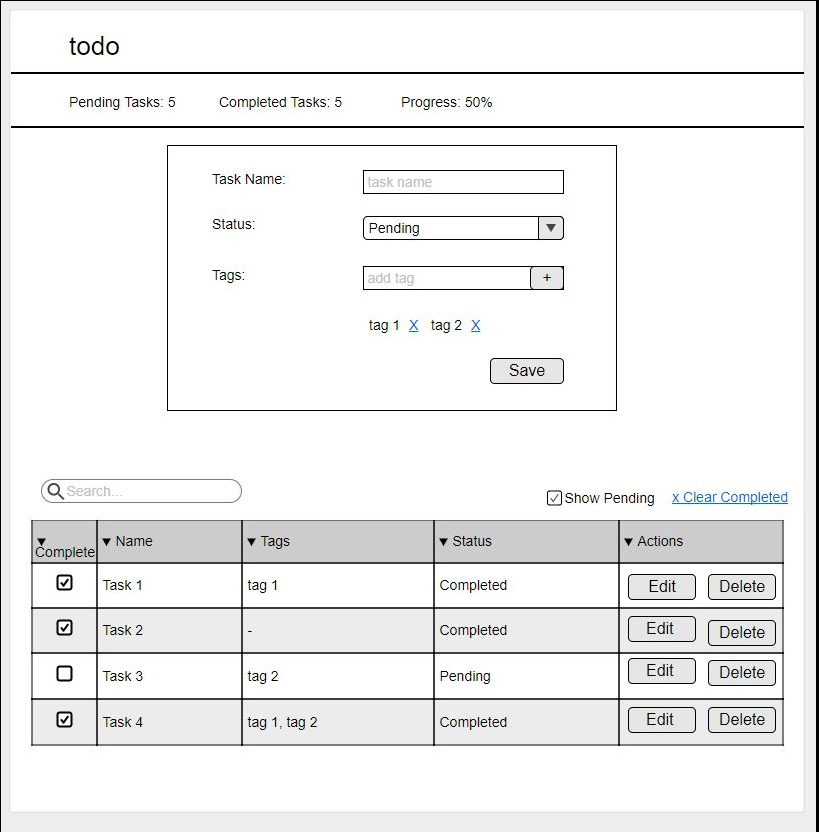 todo
Pending Tasks: 5 Completed Tasks: 5 Progress: 50%
Task Name: task name
Status: Pending
Tags: add tag +
tag 1 X tag 2 X
Save
Search...
Show Pending x Clear Completed
Complete Name Tags Status Actions
Task 1 tag 1 Completed Edit Delete
Task 2 - Completed Edit Delete
Task 3 tag 2 Pending Edit Delete
Task 4 tag 1, tag 2 Completed Edit Delete